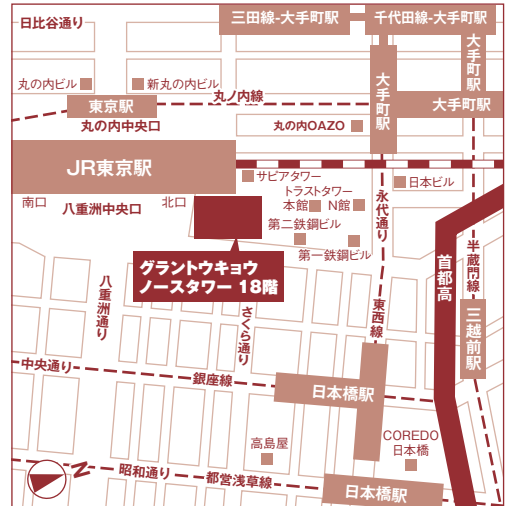 三田線-大手町駅
千代田線-大手町駅
日比谷通り
大手町駅
大手町駅
丸の内ビル
新丸の内ビル
丸ノ内線
東京駅
大手町駅
丸の内中央口
丸の内OAZO
JR東京駅
サピアタワー
日本ビル
トラストタワー
本館
N館
南口
八重洲中央口
北口
永代通り
第二鉄鋼ビル
第一鉄鋼ビル
首都高
半蔵門線
グラントウキョウ
ノースタワー 18階
八重洲通り
さくら通り
東西線
三越前駅
中央通り
銀座線
日本橋駅
高島屋
COREDO
日本橋
昭和通り
都営浅草線
日本橋駅
N